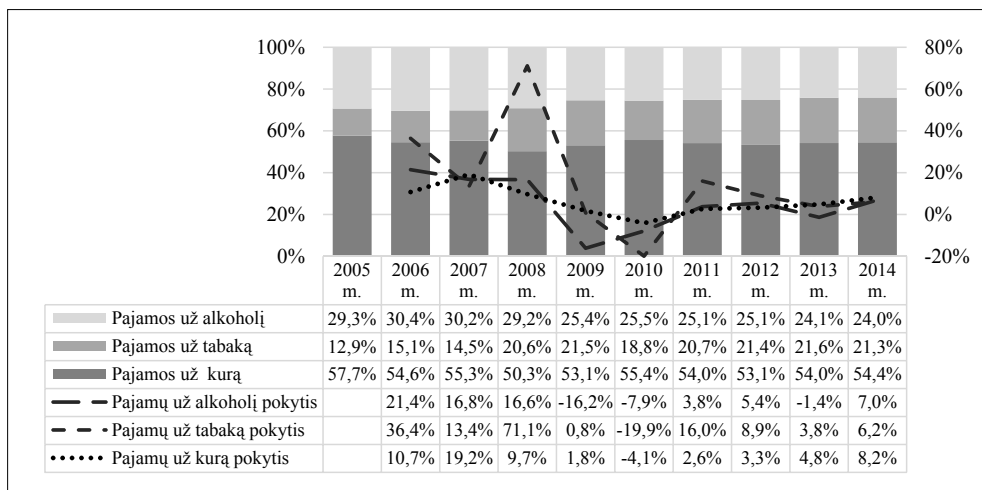 100% 80%
80% 60%
60% 40%
40% 20%
20% 0%
0% -20%
2005 2006 2007 2008 2009 2010 2011 2012 2013 2014
m. m. m. m. m. m. m. m. m. m.
Pajamos už alkoholį 29,3% 30,4% 30,2% 29,2% 25,4% 25,5% 25,1% 25,1% 24,1% 24,0%
Pajamos už tabaką 12,9% 15,1% 14,5% 20,6% 21,5% 18,8% 20,7% 21,4% 21,6% 21,3%
Pajamos už kurą 57,7% 54,6% 55,3% 50,3% 53,1% 55,4% 54,0% 53,1% 54,0% 54,4%
Pajamų už alkoholį pokytis 21,4% 16,8% 16,6% -16,2% -7,9% 3,8% 5,4% -1,4% 7,0%
Pajamų už tabaką pokytis 36,4% 13,4% 71,1% 0,8% -19,9% 16,0% 8,9% 3,8% 6,2%
Pajamų už kurą pokytis 10,7% 19,2% 9,7% 1,8% -4,1% 2,6% 3,3% 4,8% 8,2%